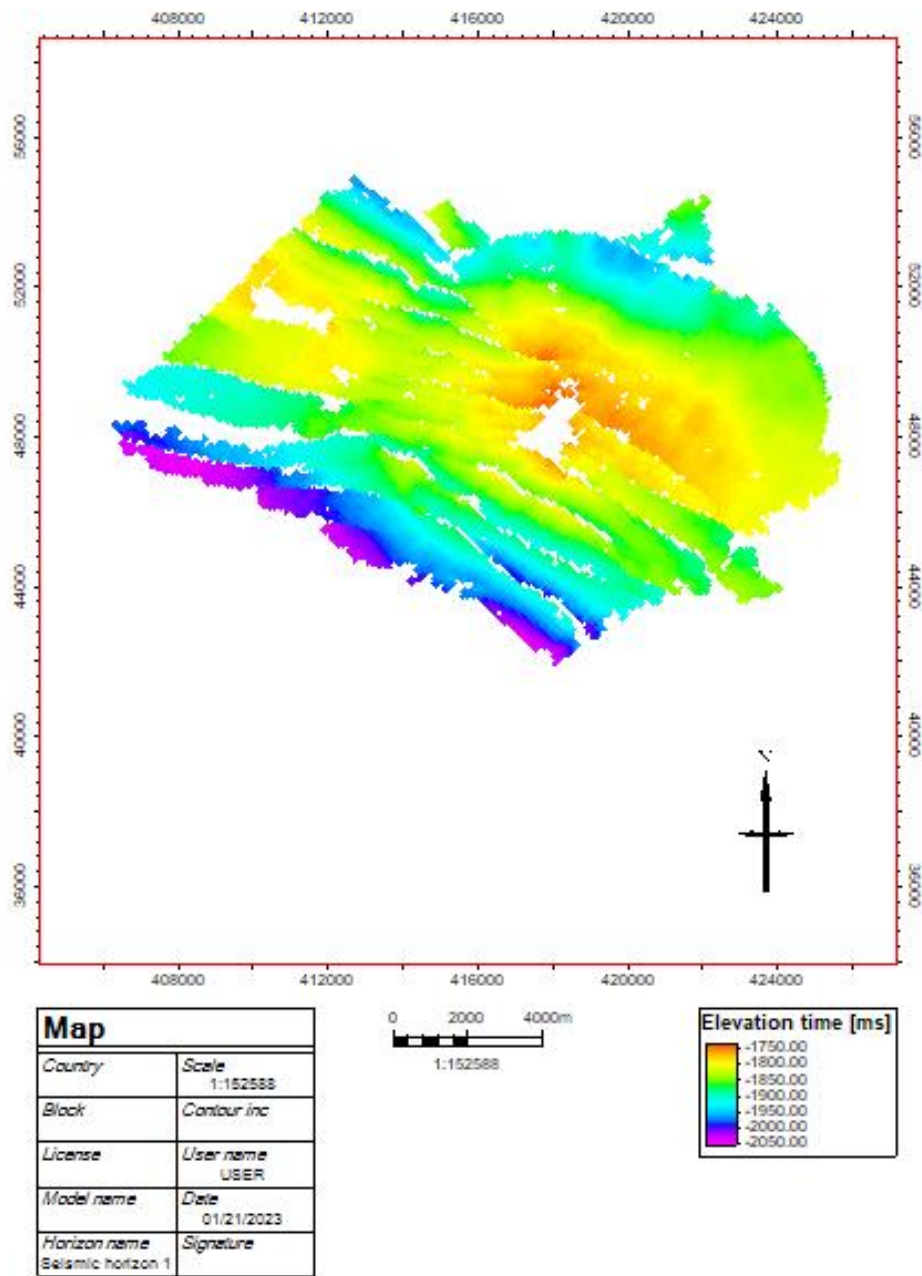 408000 412000 416000 420000 424000
56000 56000
52000 52000
48000 48000
44000 44000
40000 40000
36000 36000
408000 412000 416000 420000 424000
Map
Country
Scale
1:152588
Block
Contour inc
License
User name
USER
Model name
Date
01/21/2023
Horizon name
Seismic horizon 1
Signature
0 2000 4000m
1:152588
Elevation time [ms]
-1750.00
-1800.00
-1850.00
-1900.00
-1950.00
-2000.00
-2050.00